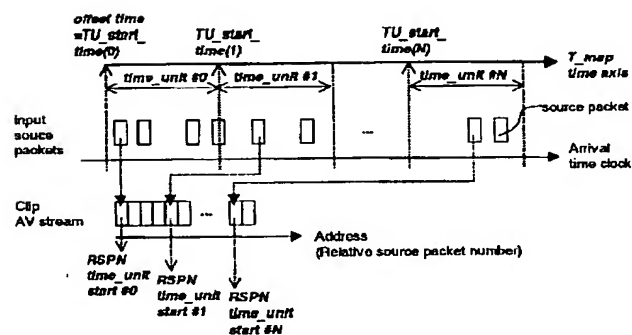 offset time
=TU_start_
time(0)
TU_start_
time(1)
TU_start_
time(N)
T_map
time axis
time_unit #0
time_unit #1
time_unit #N
source packet
Input
souce
packets
...
Arrival
time clock
Clip
AV stream
...
Address
(Relative source packet number)
RSPN
time_unit
start #0
RSPN
time_unit
start #1
RSPN
time_unit
start #N